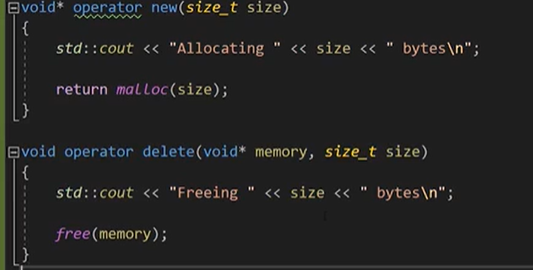 void* operator new(size_t size)
{
std::cout << "Allocating " << size << " bytes\n";
return malloc(size);
}
void operator delete(void* memory, size_t size)
{
std::cout << "Freeing " << size << " bytes\n";
free(memory);
}